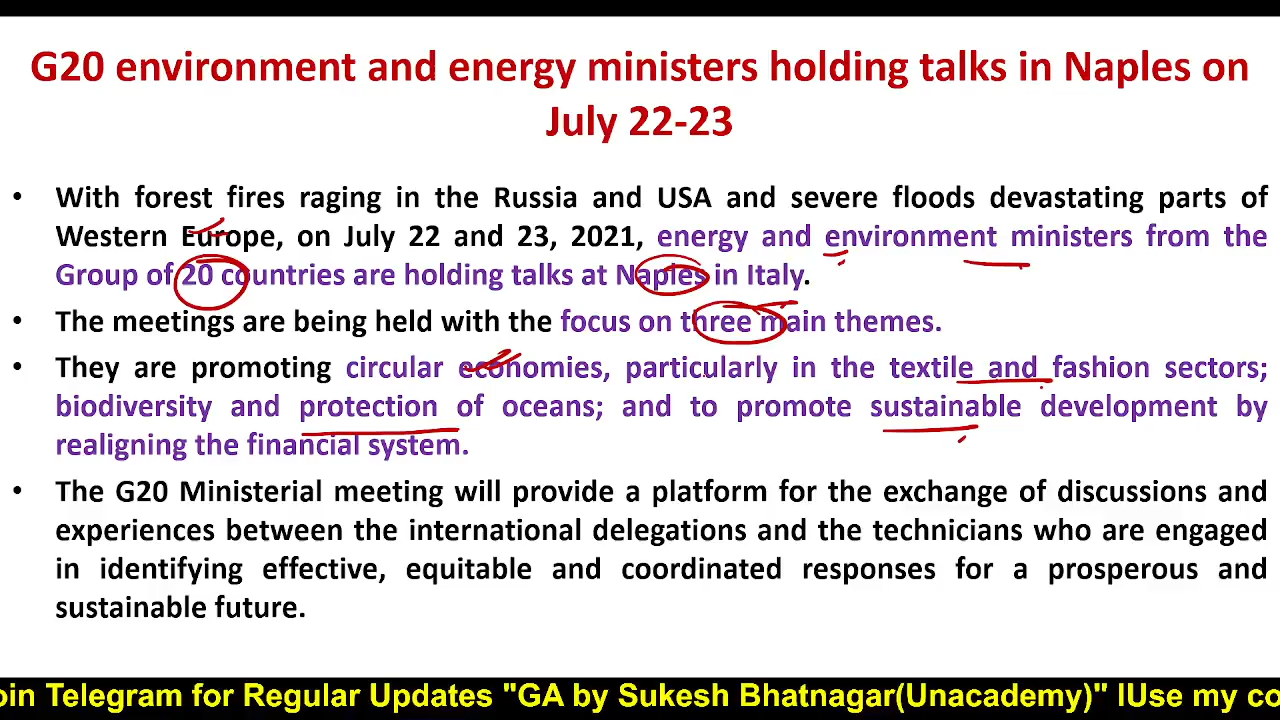 G20 environment and energy ministers holding talks in Naples on
July 22-23
• With forest fires raging in the Russia and USA and severe floods devastating parts of
Western Europe, on July 22 and 23, 2021, energy and environment ministers from the
Group of 20 countries are holding talks at Naples in Italy.
• The meetings are being held with the focus on three main themes.
• They are promoting circular economies, particularly in the textile and fashion sectors;
biodiversity and protection of oceans; and to promote sustainable development by
realigning the financial system.
• The G20 Ministerial meeting will provide a platform for the exchange of discussions and
experiences between the international delegations and the technicians who are engaged
in identifying effective, equitable and coordinated responses for a prosperous and
sustainable future.
oin Telegram for Regular Updates "GA by Sukesh Bhatnagar(Unacademy)" lUse my co